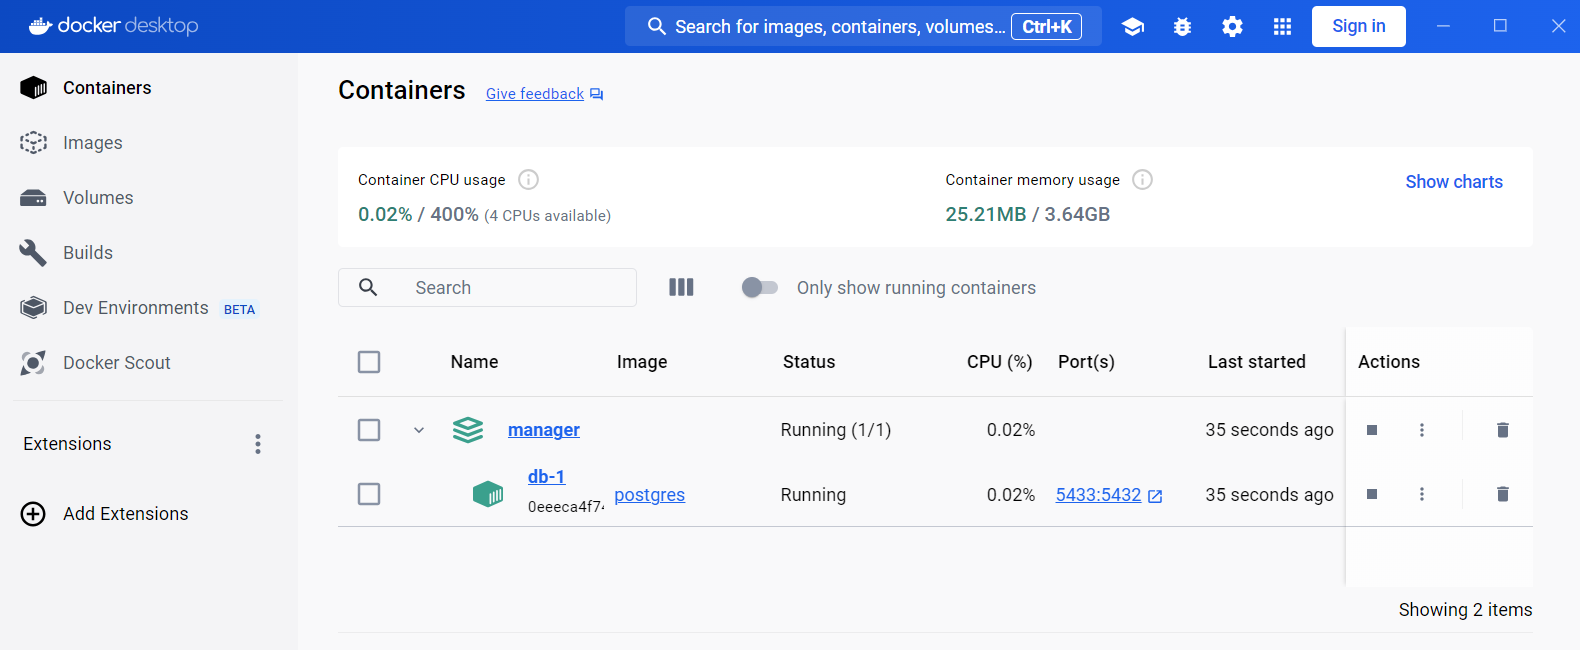 docker desktop
Search for images, containers, volumes... Ctrl+K
Sign in
Containers
Images
Volumes
Builds
Dev Environments BETA
Docker Scout
Extensions
Add Extensions
Containers Give feedback
Container CPU usage
0.02% / 400% (4 CPUs available)
Container memory usage
25.21MB / 3.64GB
Show charts
Search
Only show running containers
Name Image Status CPU (%) Port(s) Last started Actions
manager Running (1/1) 0.02% 35 seconds ago
db-1
0eeeca4f74 postgres Running 0.02% 5433:5432 35 seconds ago
Showing 2 items